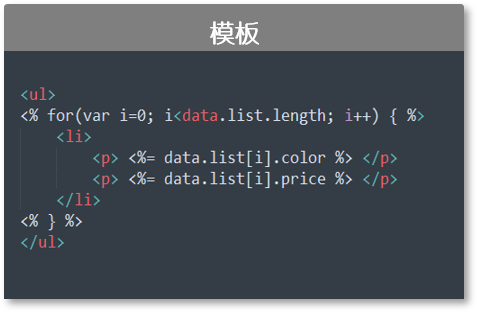 模板
<ul>
<% for(var i=0; i<data.list.length; i++) { %>
    <li>
        <p> <%= data.list[i].color %> </p>
        <p> <%= data.list[i].price %> </p>
    </li>
<% } %>
</ul>